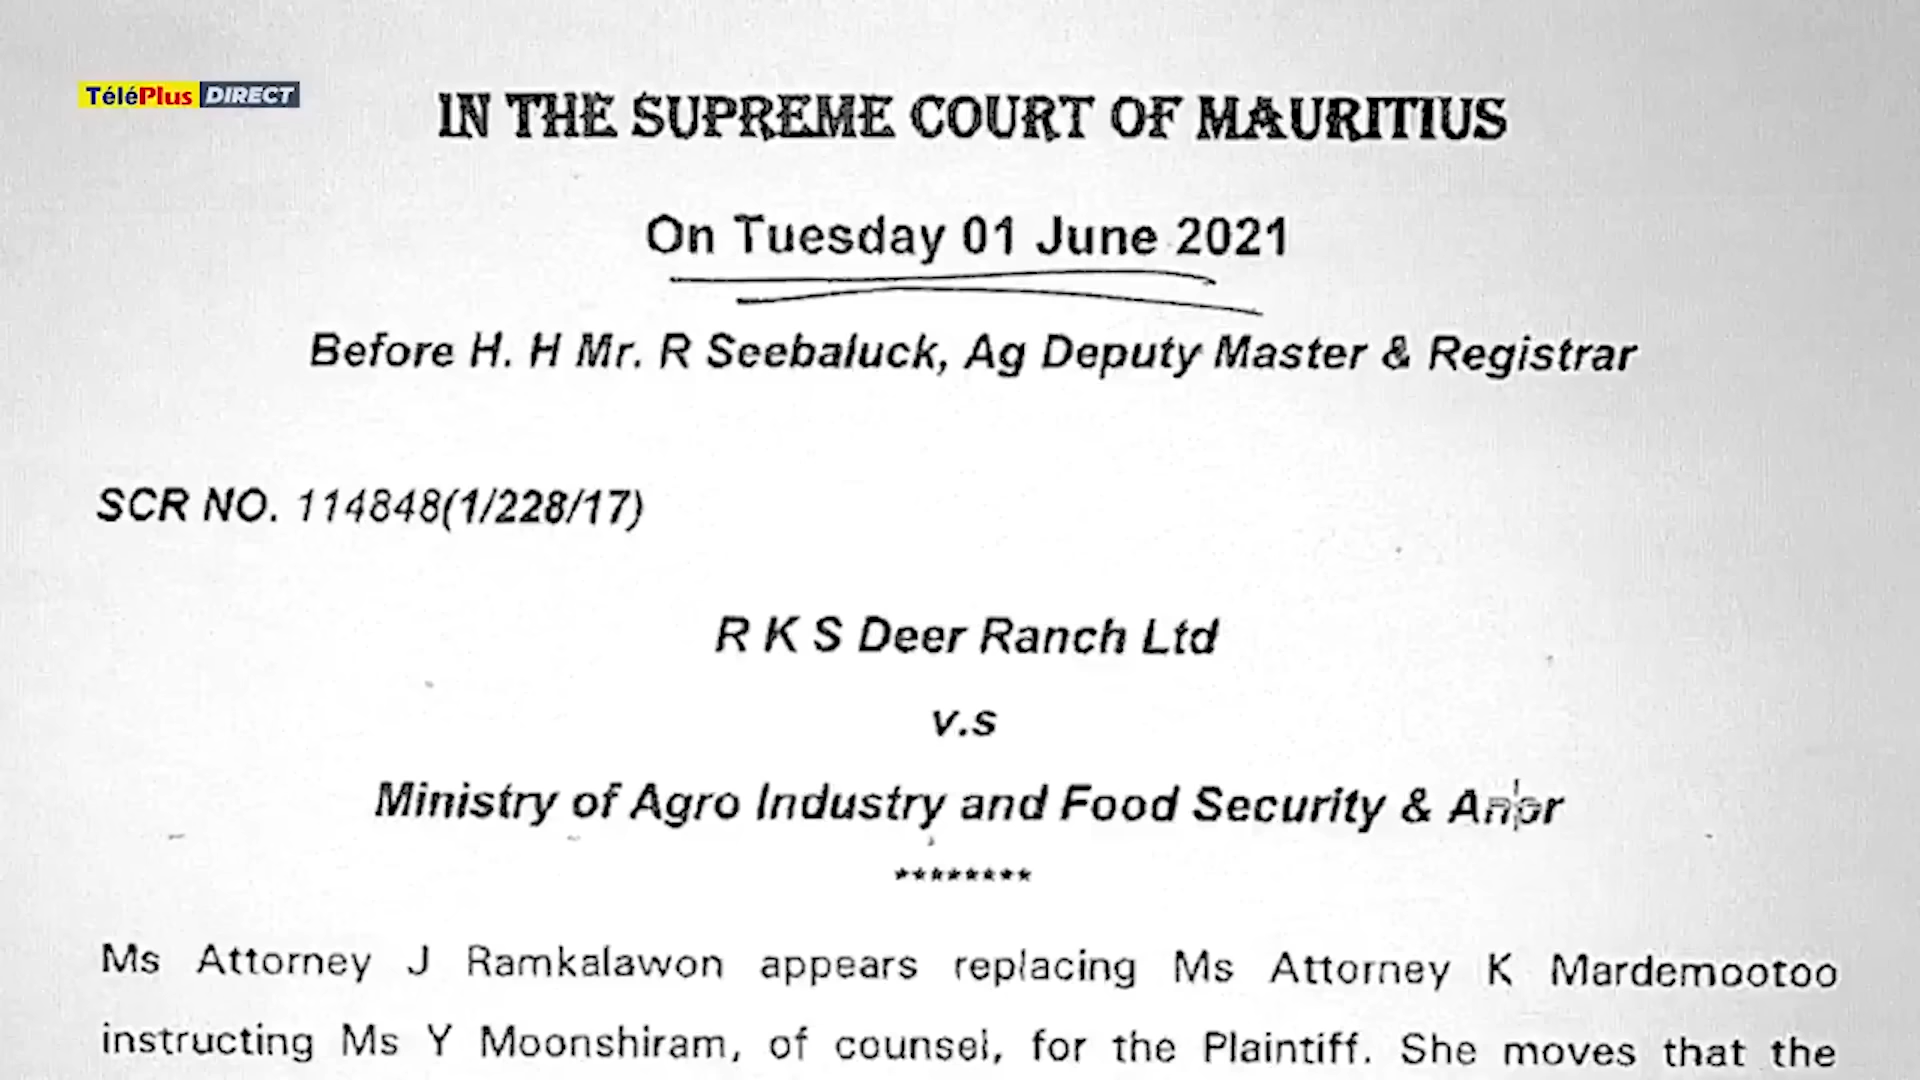 TéléPlus DIRECT
IN THE SUPREME COURT OF MAURITIUS
On Tuesday 01 June 2021
Before H. H Mr. R Seebaluck, Ag Deputy Master & Registrar
SCR NO. 114848(1/228/17)
R K S Deer Ranch Ltd
v.s
Ministry of Agro Industry and Food Security & Anor
********
Ms Attorney J Ramkalawon appears replacing Ms Attorney K Mardemootoo
instructing Ms Y Moonshiram, of counsel, for the Plaintiff. She moves that the